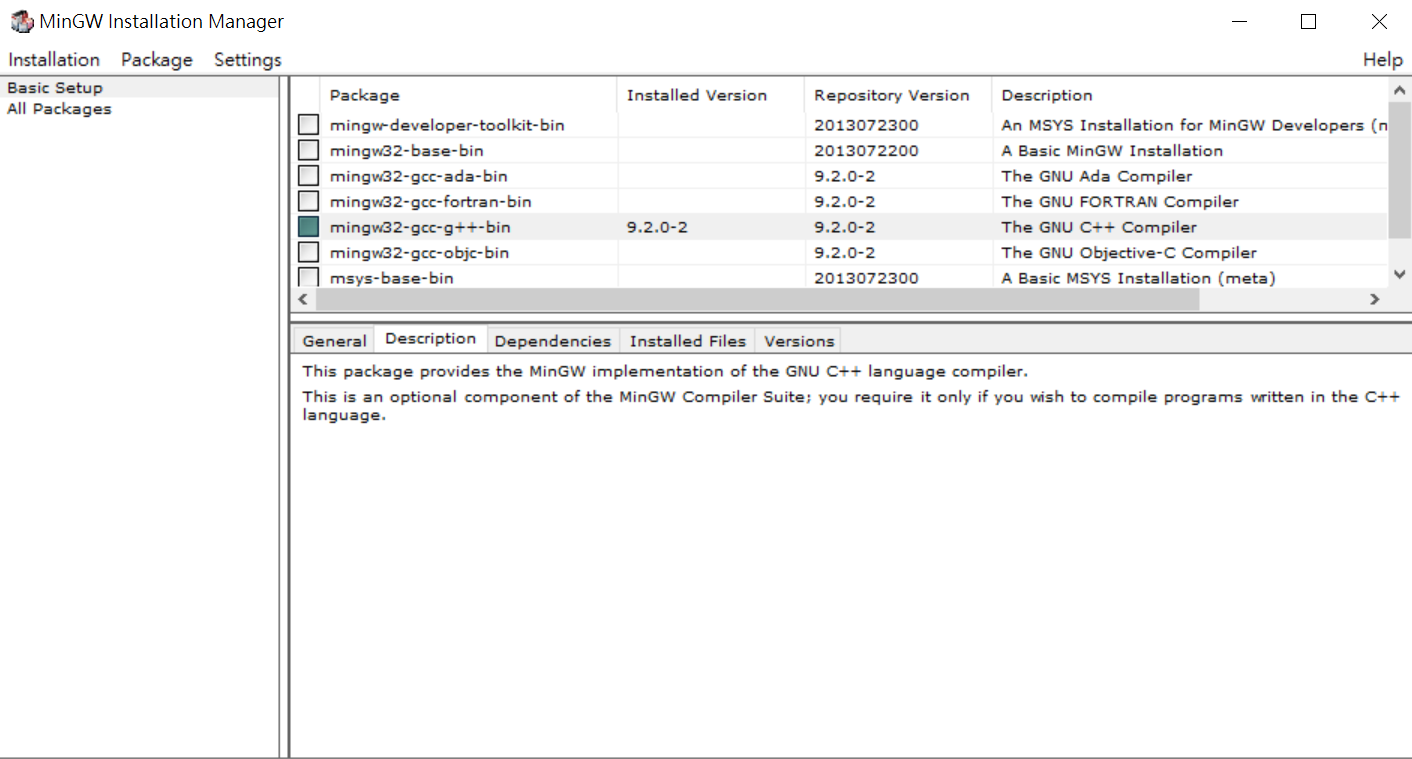 MinGW Installation Manager
Installation Package Settings Help
Basic Setup
All Packages
Package Installed Version Repository Version Description
mingw-developer-toolkit-bin 2013072300 An MSYS Installation for MinGW Developers (n
mingw32-base-bin 2013072200 A Basic MinGW Installation
mingw32-gcc-ada-bin 9.2.0-2 The GNU Ada Compiler
mingw32-gcc-fortran-bin 9.2.0-2 The GNU FORTRAN Compiler
mingw32-gcc-g++-bin 9.2.0-2 9.2.0-2 The GNU C++ Compiler
mingw32-gcc-objc-bin 9.2.0-2 The GNU Objective-C Compiler
msys-base-bin 2013072300 A Basic MSYS Installation (meta)
General Description Dependencies Installed Files Versions
This package provides the MinGW implementation of the GNU C++ language compiler.
This is an optional component of the MinGW Compiler Suite; you require it only if you wish to compile programs written in the C++
language.